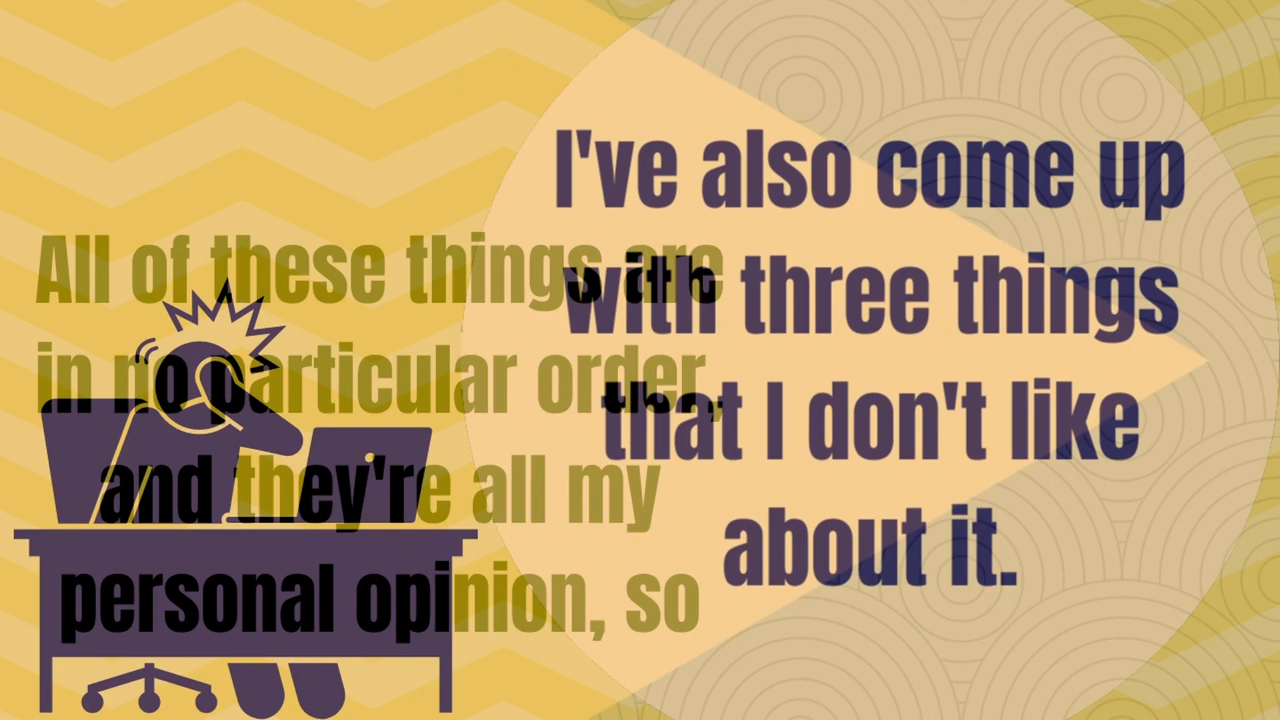 I've also come up
with three things
that I don't like
about it.
All of these things are
in no particular order,
and they're all my
personal opinion, so